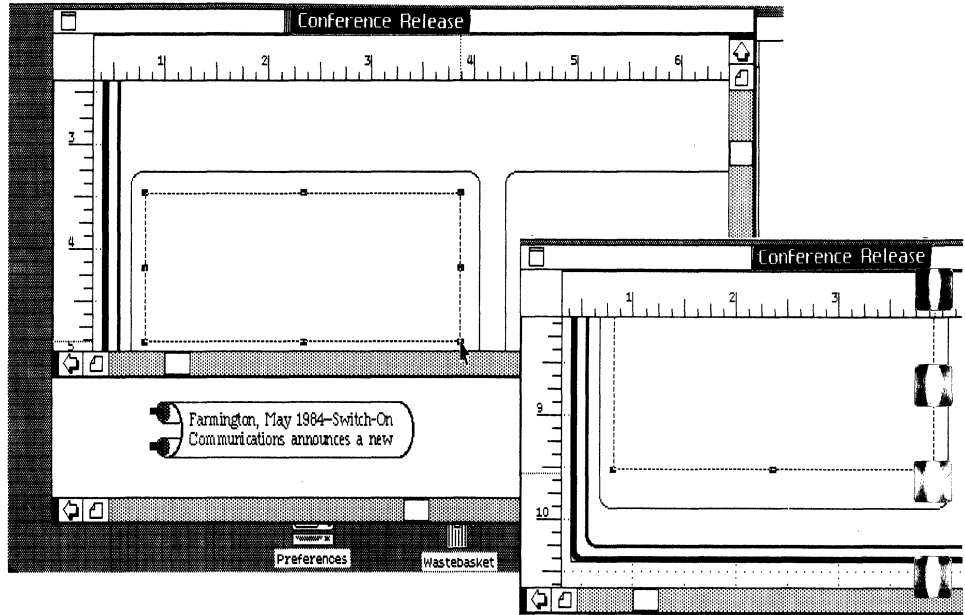 Conference Release
1 2 3 4 5 6
3
4
5
Farmington, May 1984–Switch-On
Communications announces a new
Preferences
Wastebasket
Conference Release
1 2 3
9
10